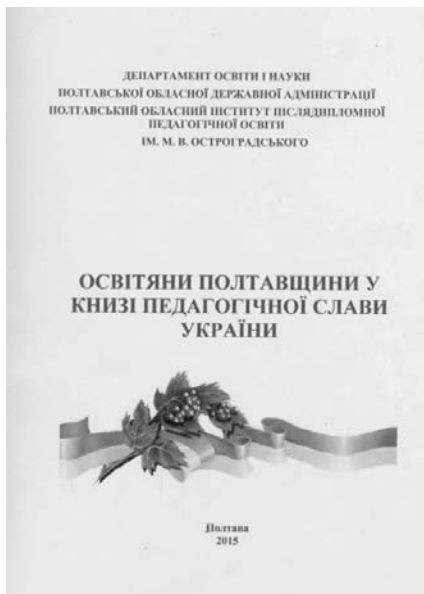 ДЕПАРТАМЕНТ ОСВІТИ І НАУКИ
ПОЛТАВСЬКОЇ ОБЛАСНОЇ ДЕРЖАВНОЇ АДМІНІСТРАЦІЇ
ПОЛТАВСЬКИЙ ОБЛАСНИЙ ІНСТИТУТ ПІСЛЯДИПЛОМНОЇ
ПЕДАГОГІЧНОЇ ОСВІТИ
ІМ. М. В. ОСТРОГРАДСЬКОГО
ОСВІТЯНИ ПОЛТАВЩИНИ У
КНИЗІ ПЕДАГОГІЧНОЇ СЛАВИ
УКРАЇНИ
Полтава
2015